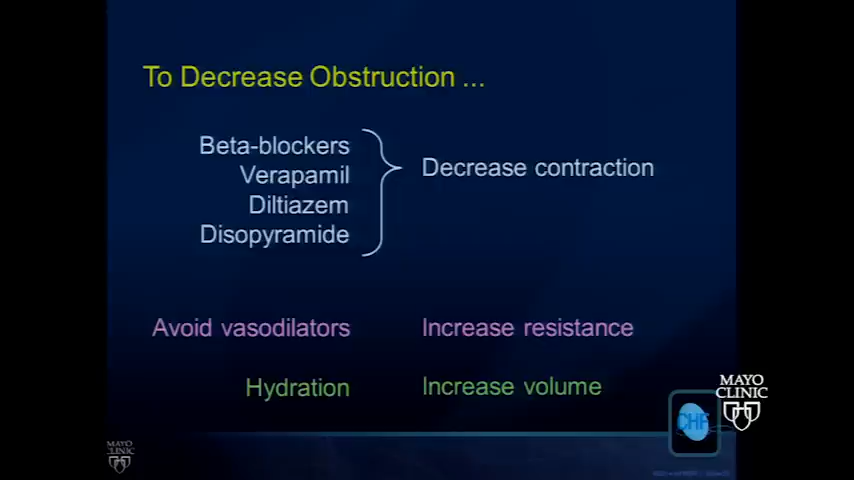 To Decrease Obstruction ...
Beta-blockers
Verapamil
Diltiazem
Disopyramide
Decrease contraction
Avoid vasodilators
Increase resistance
Hydration
Increase volume
MAYO
CLINIC
CHF
MAYO
CLINIC